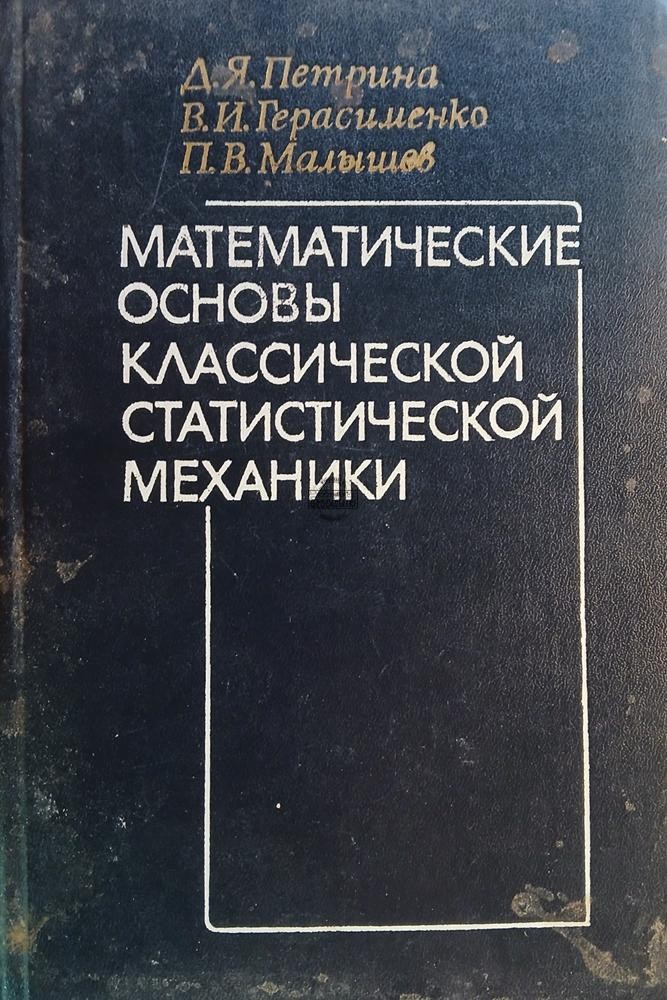 Д.Я.Петрина
В.И.Герасименко
П.В.Малышев
МАТЕМАТИЧЕСКИЕ
ОСНОВЫ
КЛАССИЧЕСКОЙ
СТАТИСТИЧЕСКОЙ
МЕХАНИКИ